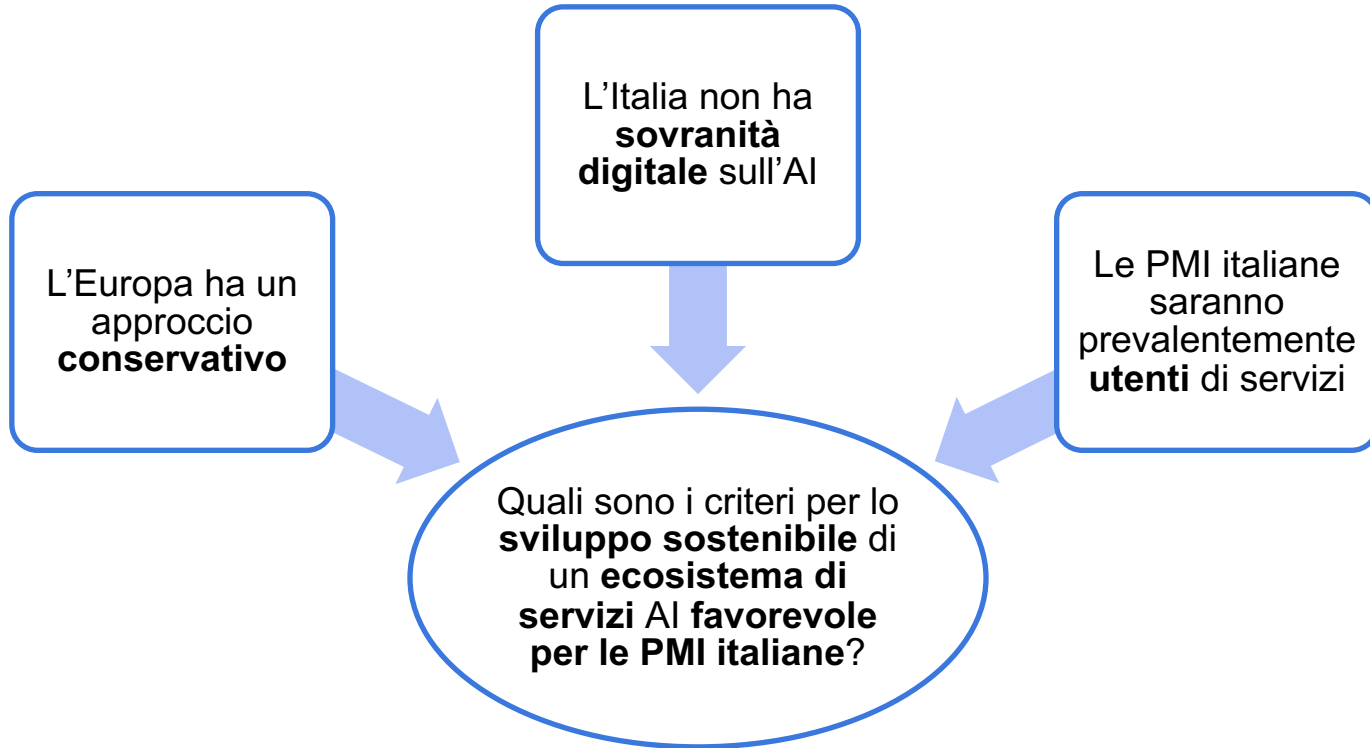 L’Italia non ha
sovranità
digitale sull’AI
L’Europa ha un
approccio
conservativo
Le PMI italiane
saranno
prevalentemente
utenti di servizi
Quali sono i criteri per lo
sviluppo sostenibile di
un ecosistema di
servizi AI favorevole
per le PMI italiane?